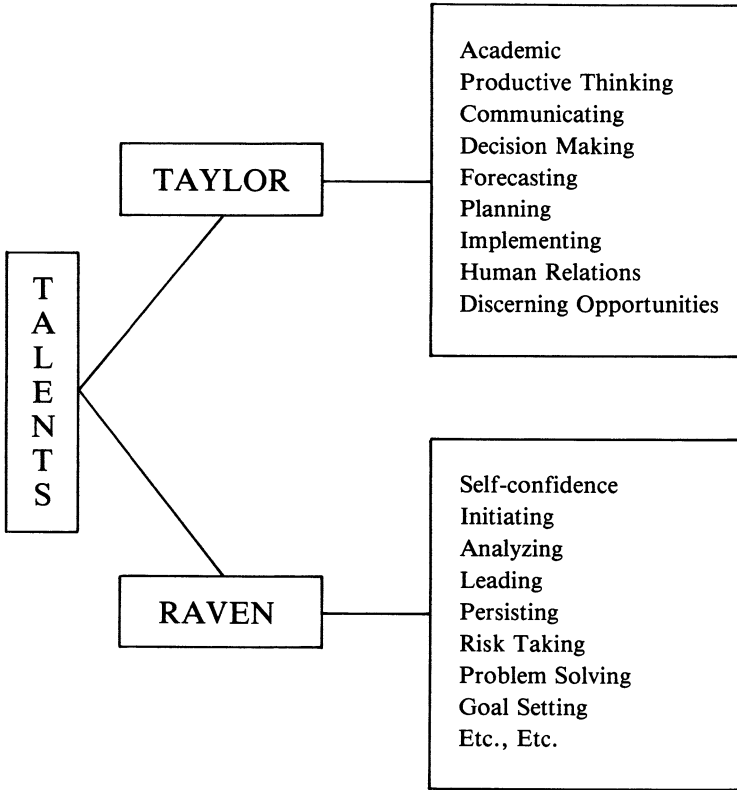 TALENTS
TAYLOR
Academic
Productive Thinking
Communicating
Decision Making
Forecasting
Planning
Implementing
Human Relations
Discerning Opportunities
RAVEN
Self-confidence
Initiating
Analyzing
Leading
Persisting
Risk Taking
Problem Solving
Goal Setting
Etc., Etc.